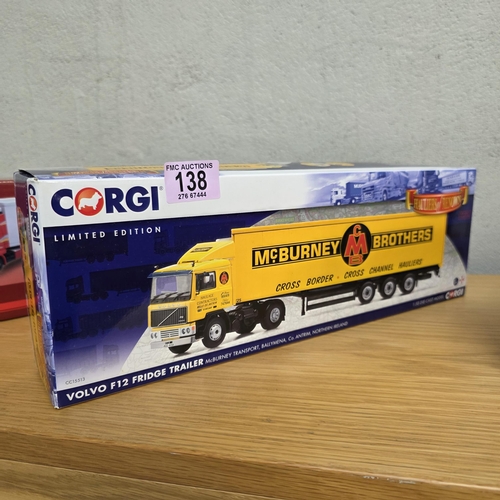 FMC AUCTIONS
138
276 67444
CORGI
LIMITED EDITION
McBURNEY BROTHERS
CROSS BORDER - CROSS CHANNEL HAULIERS
CORGI
VOLVO F12 FRIDGE TRAILER McBURNEY TRANSPORT, BALLYMENA, Co. ANTRIM, NORTHERN IRELAND